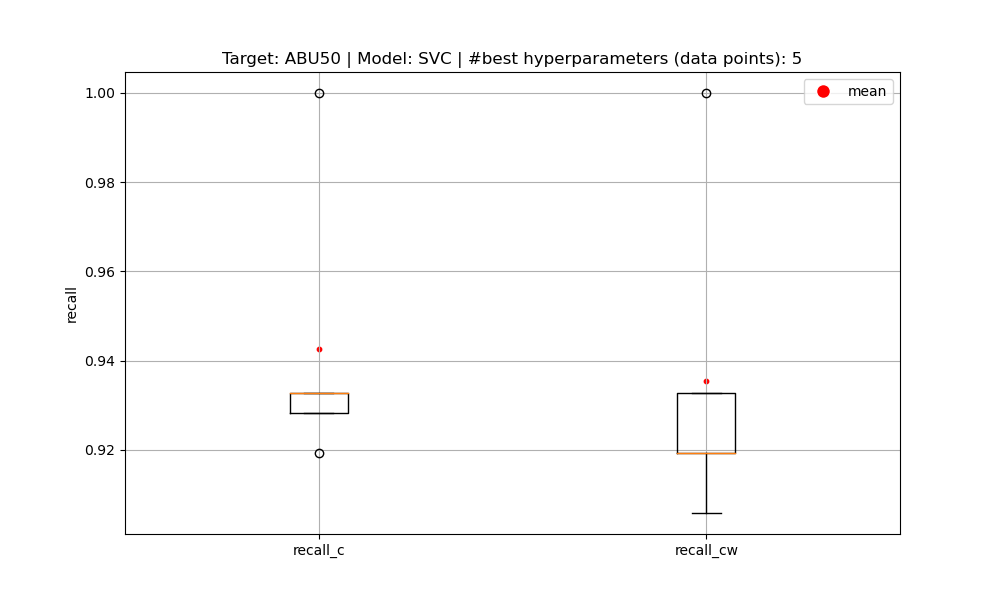 Target: ABU50 | Model: SVC | #best hyperparameters (data points): 5
mean
1.00
0.98
0.96
0.94
0.92
recall
recall_c
recall_cw